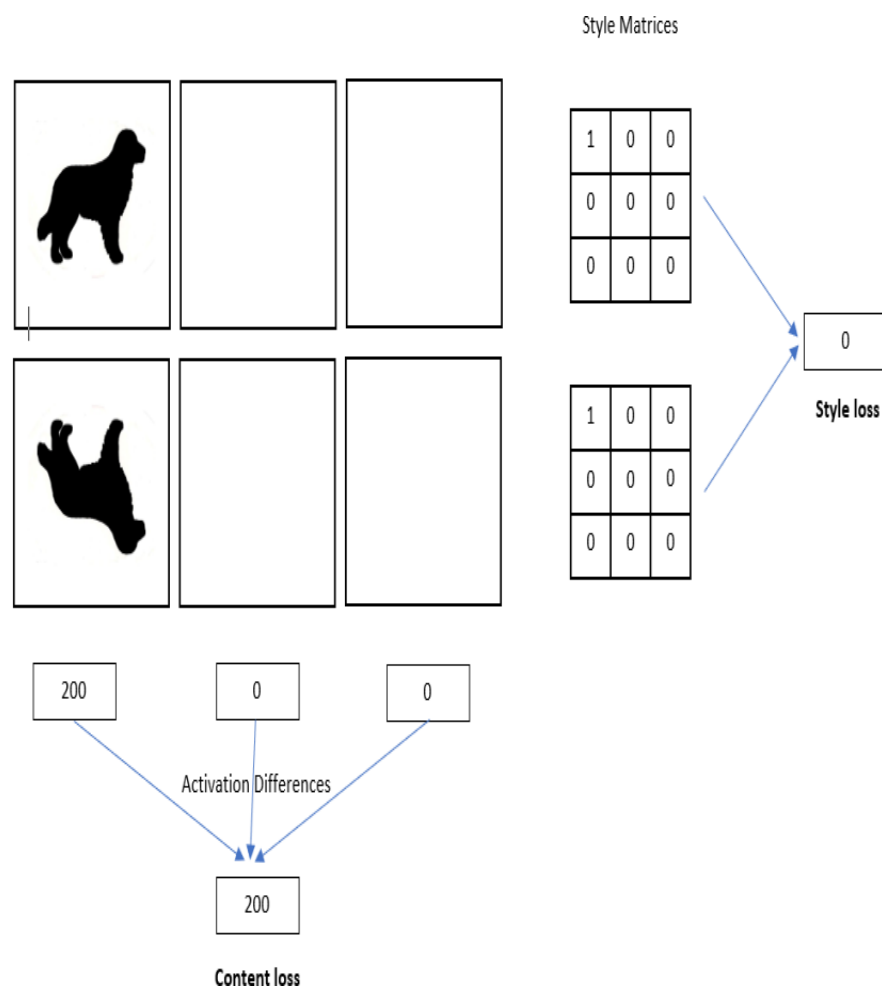 Style Matrices
1 0 0
0 0 0
0 0 0
0
Style loss
1 0 0
0 0 0
0 0 0
200 0 0
Activation Differences
200
Content loss